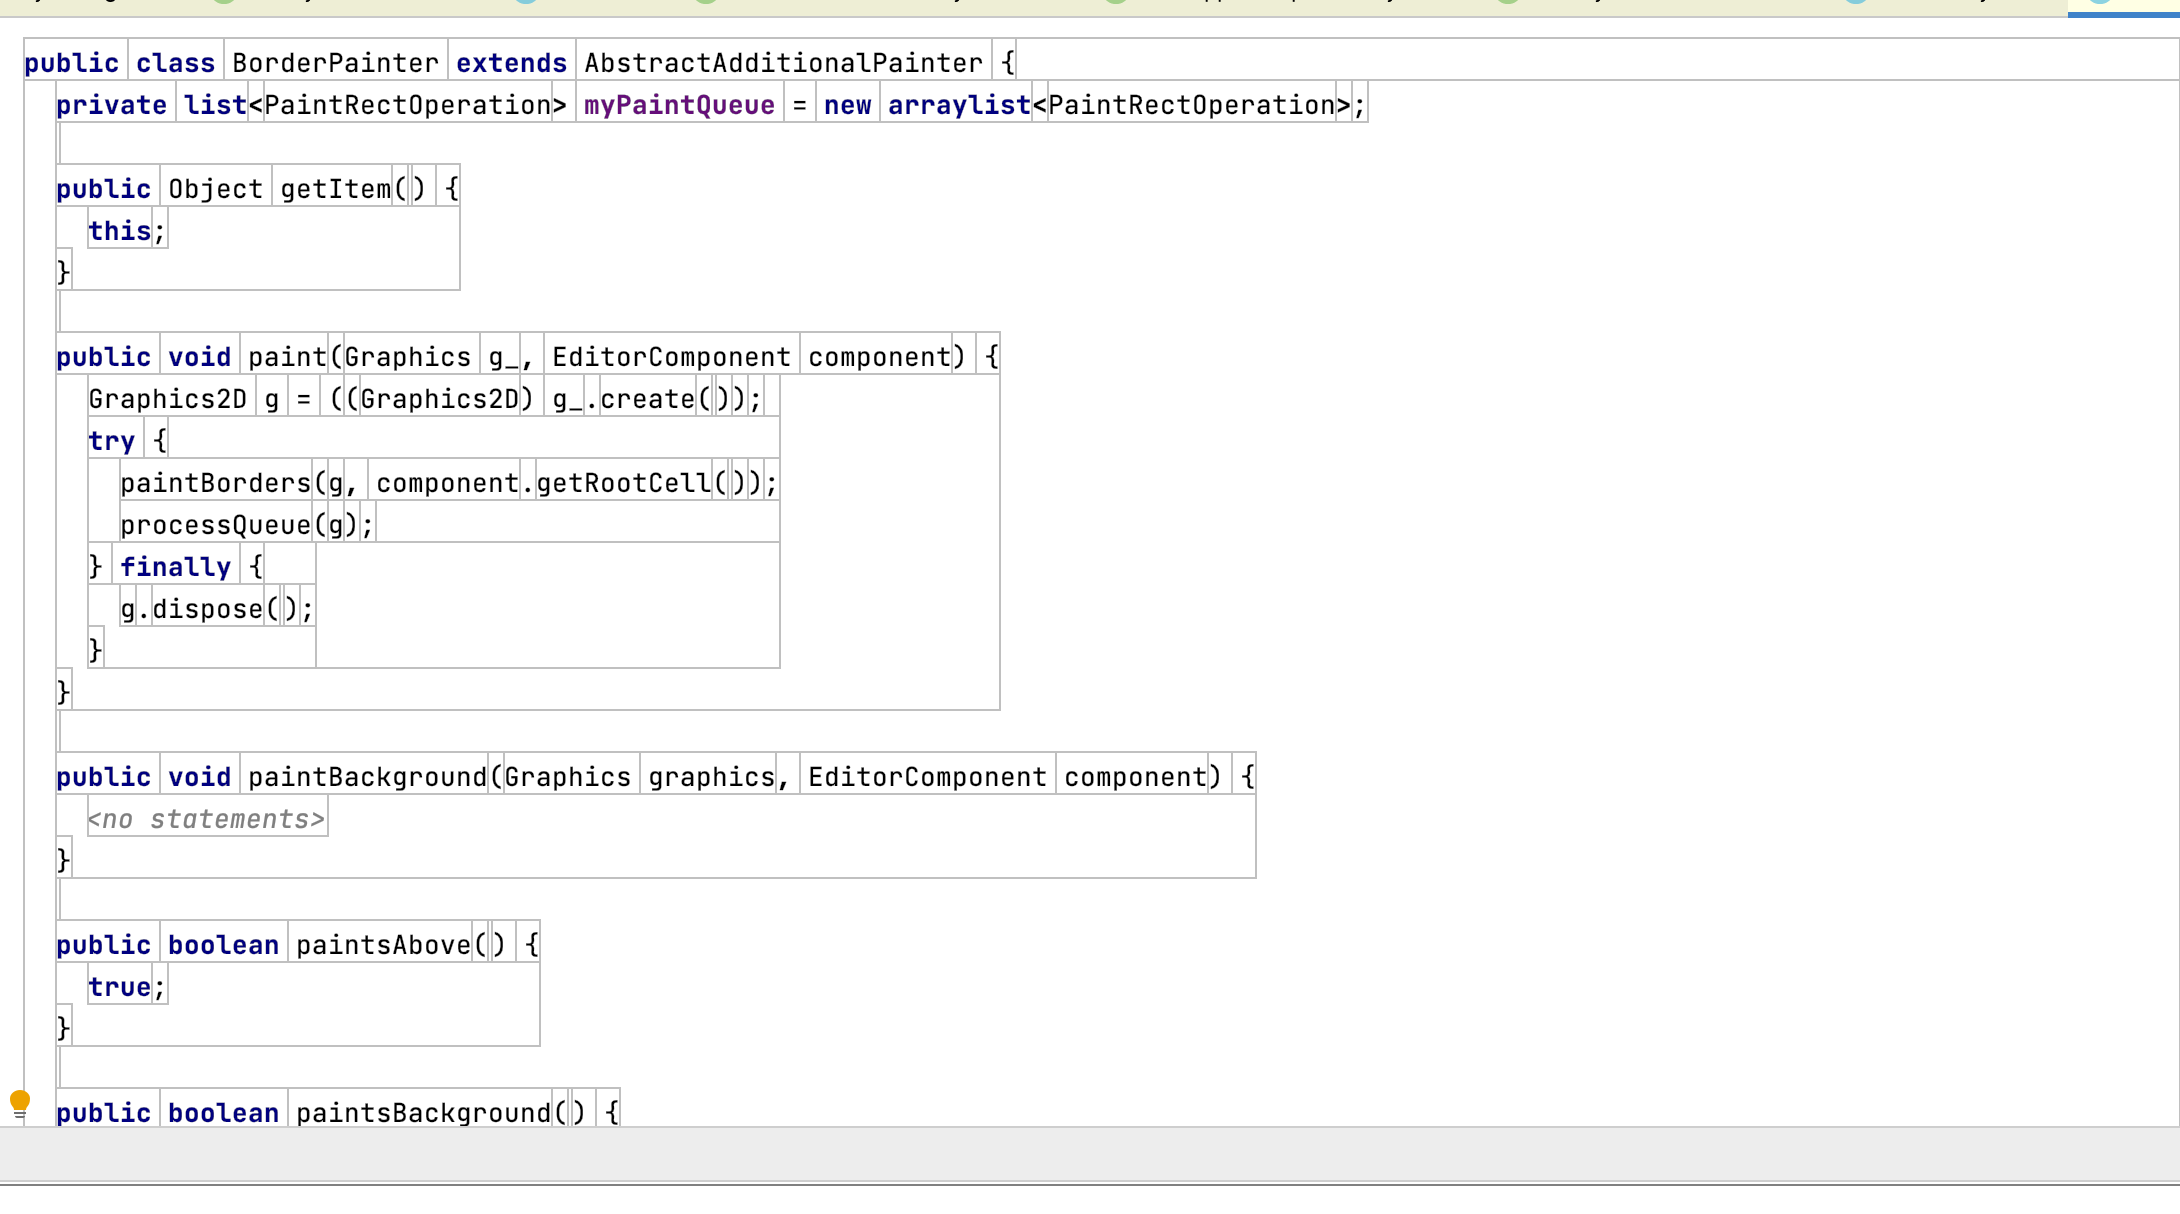 public class BorderPainter extends AbstractAdditionalPainter {
private list<PaintRectOperation> myPaintQueue = new arraylist<PaintRectOperation>;
public Object getItem() {
this;
}
public void paint(Graphics g_, EditorComponent component) {
Graphics2D g = ((Graphics2D) g_.create());
try {
paintBorders(g, component.getRootCell());
processQueue(g);
} finally {
g.dispose();
}
}
public void paintBackground(Graphics graphics, EditorComponent component) {
<no statements>
}
public boolean paintsAbove() {
true;
}
public boolean paintsBackground() {